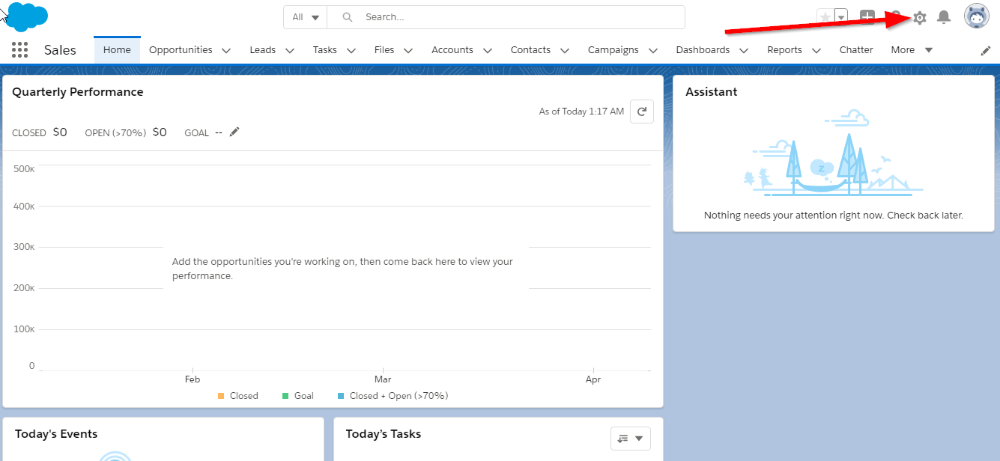 All
Search...
Sales
Home
Opportunities
Leads
Tasks
Files
Accounts
Contacts
Campaigns
Dashboards
Reports
Chatter
More
Quarterly Performance
As of Today 1:17 AM
CLOSED $0 OPEN (>70%) $0 GOAL --
500K
400K
300K
200K
100K
0
Add the opportunities you're working on, then come back here to view your
performance.
Feb
Mar
Apr
Closed
Goal
Closed + Open (>70%)
Assistant
z
Nothing needs your attention right now. Check back later.
Today's Events
Today's Tasks